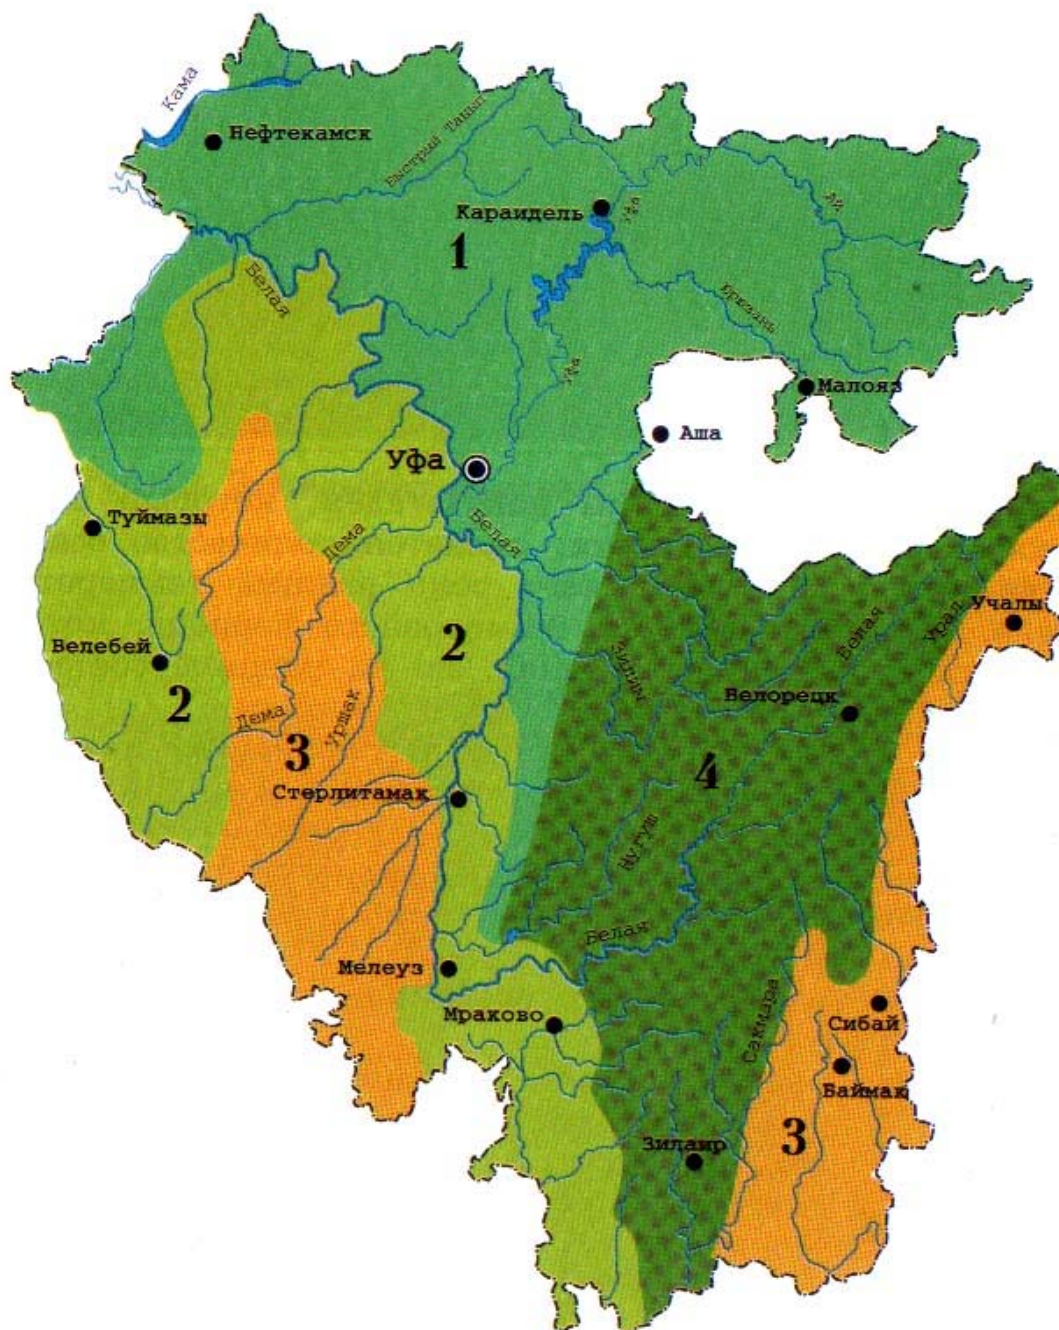 Кама
Нефтекамск
Быстрый Танып
Караидель
Уфа
Ай
1
Белая
Юрюзань
Уфа
Малояз
Аша
Уфа
Туймазы
Дема
Белая
Учалы
Урал
Белая
Зилим
2
Велебей
2
Велорецк
Дема
Уршак
3
4
Стерлитамак
Нугуш
Белая
Мелеуз
Мраково
Сакмара
Сибай
Баймак
Зилаир
3